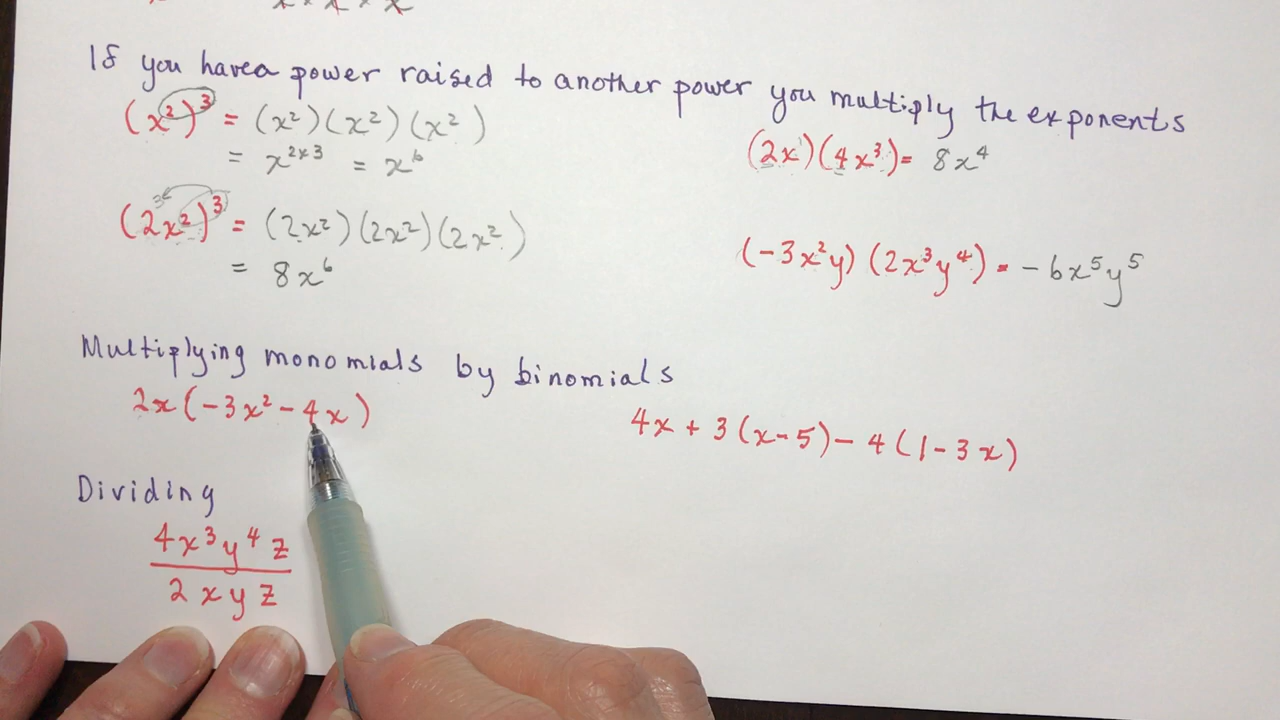 x • x • x
If you have a power raised to another power you multiply the exponents
(x²)³ = (x²)(x²)(x²)
= x²ˣ³ = x⁶
(2x¹)(4x³) = 8x⁴
(2x²)³ = (2x²)(2x²)(2x²)
= 8x⁶
(-3x²y)(2x³y⁴) = -6x⁵y⁵
Multiplying monomials by binomials
2x(-3x² - 4x)
4x + 3(x-5) - 4(1-3x)
Dividing
4x³y⁴z
2xyz